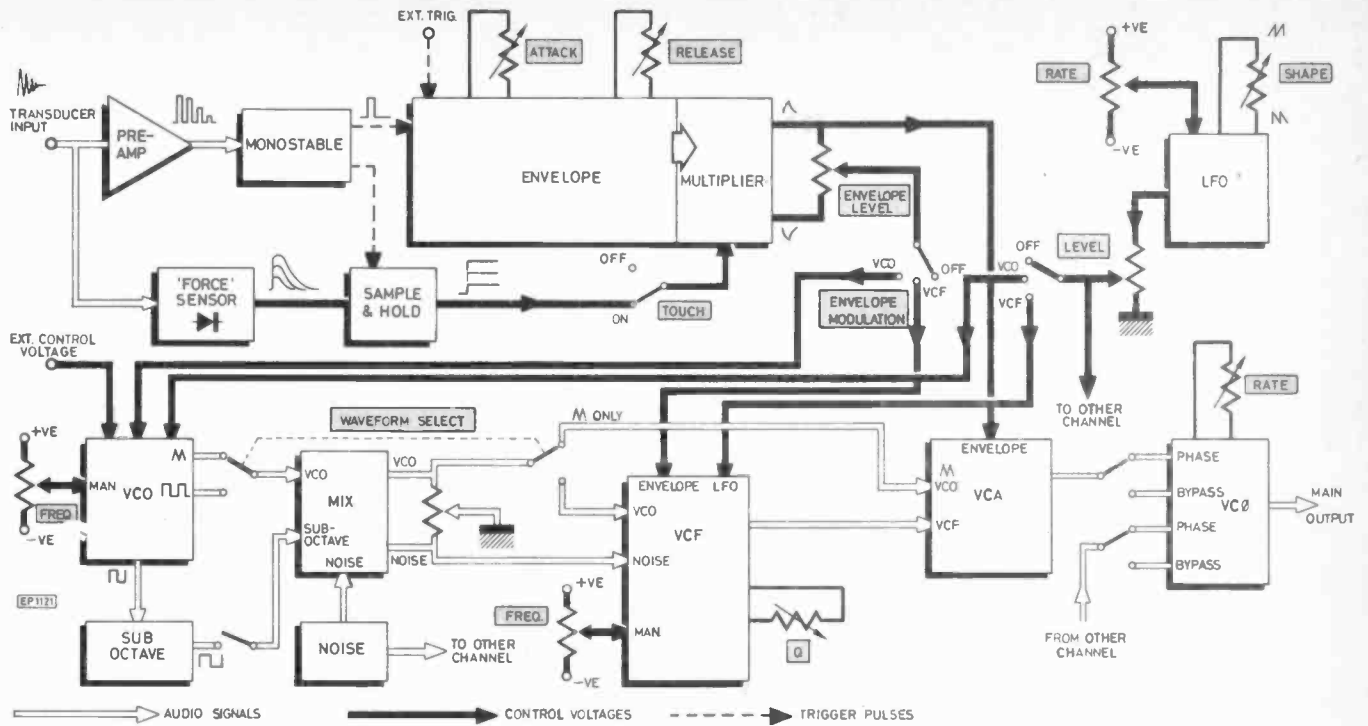 EXT. TRIG.
ATTACK
RELEASE
+VE
RATE
SHAPE
-VE
TRANSDUCER
INPUT
PRE-
AMP
MONOSTABLE
ENVELOPE
MULTIPLIER
ENVELOPE
LEVEL
LFO
'FORCE'
SENSOR
SAMPLE
& HOLD
OFF
ON
TOUCH
VCO
OFF
VCF
ENVELOPE
MODULATION
OFF
VCO
VCF
LEVEL
TO OTHER
CHANNEL
EXT. CONTROL
VOLTAGE
+VE
FREQ
-VE
MAN
VCO
WAVEFORM SELECT
ONLY
VCO
MIX
SUB-
OCTAVE
NOISE
VCO
NOISE
ENVELOPE LFO
VCO
VCF
NOISE
MAN
+VE
FREQ.
-VE
Q
ENVELOPE
VCO
VCA
VCF
RATE
PHASE
BYPASS
VCØ
PHASE
BYPASS
MAIN
OUTPUT
FROM OTHER
CHANNEL
EP1121
SUB
OCTAVE
NOISE
TO OTHER
CHANNEL
AUDIO SIGNALS
CONTROL VOLTAGES
TRIGGER PULSES